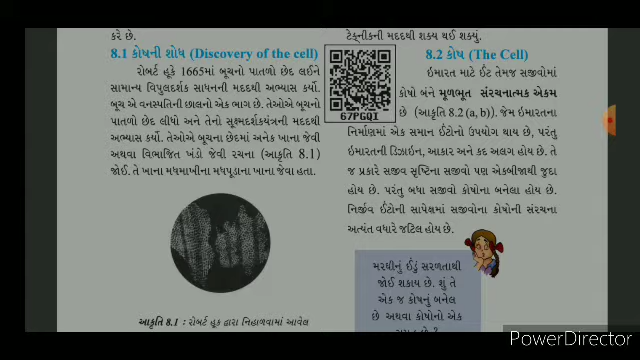 કરે છે.
8.1 કોષની શોધ (Discovery of the cell)
રોબર્ટ હૂકે 1665માં બૂચનો પાતળો છેદ લઈને
સામાન્ય વિપુલદર્શક સાધનની મદદથી અભ્યાસ કર્યો.
બૂચ એ વનસ્પતિની છાલનો એક ભાગ છે. તેઓએ બૂચનો
પાતળો છેદ લીધો અને તેનો સૂક્ષ્મદર્શકયંત્રની મદદથી
અભ્યાસ કર્યો. તેઓએ બૂચના છેદમાં અનેક ખાના જેવી
અથવા વિભાજિત ખંડો જેવી રચના (આકૃતિ 8.1)
જોઈ. તે ખાના મધમાખીના મધપૂડાના ખાના જેવા હતા.
આકૃતિ 8.1 : રોબર્ટ હૂક દ્વારા નિહાળવામાં આવેલ
ટેક્નીકની મદદથી શક્ય થઈ શક્યું.
67PGQI
8.2 કોષ (The Cell)
ઇમારત માટે ઈંટ તેમજ સજીવોમાં
કોષો બંને મૂળભૂત સંરચનાત્મક એકમ
છે (આકૃતિ 8.2 (a, b)). જેમ ઇમારતના
નિર્માણમાં એક સમાન ઈંટોનો ઉપયોગ થાય છે, પરંતુ
ઇમારતની ડિઝાઇન, આકાર અને કદ અલગ હોય છે. તે
જ પ્રકારે સજીવ સૃષ્ટિના સજીવો પણ એકબીજાથી જુદા
હોય છે. પરંતુ બધા સજીવો કોષોના બનેલા હોય છે.
નિર્જીવ ઈંટોની સાપેક્ષમાં સજીવોના કોષોની સંરચના
અત્યંત વધારે જટિલ હોય છે.
મરઘીનું ઈંડું સરળતાથી
જોઈ શકાય છે. શું તે
એક જ કોષનું બનેલ
છે અથવા કોષોનો એક
PowerDirector